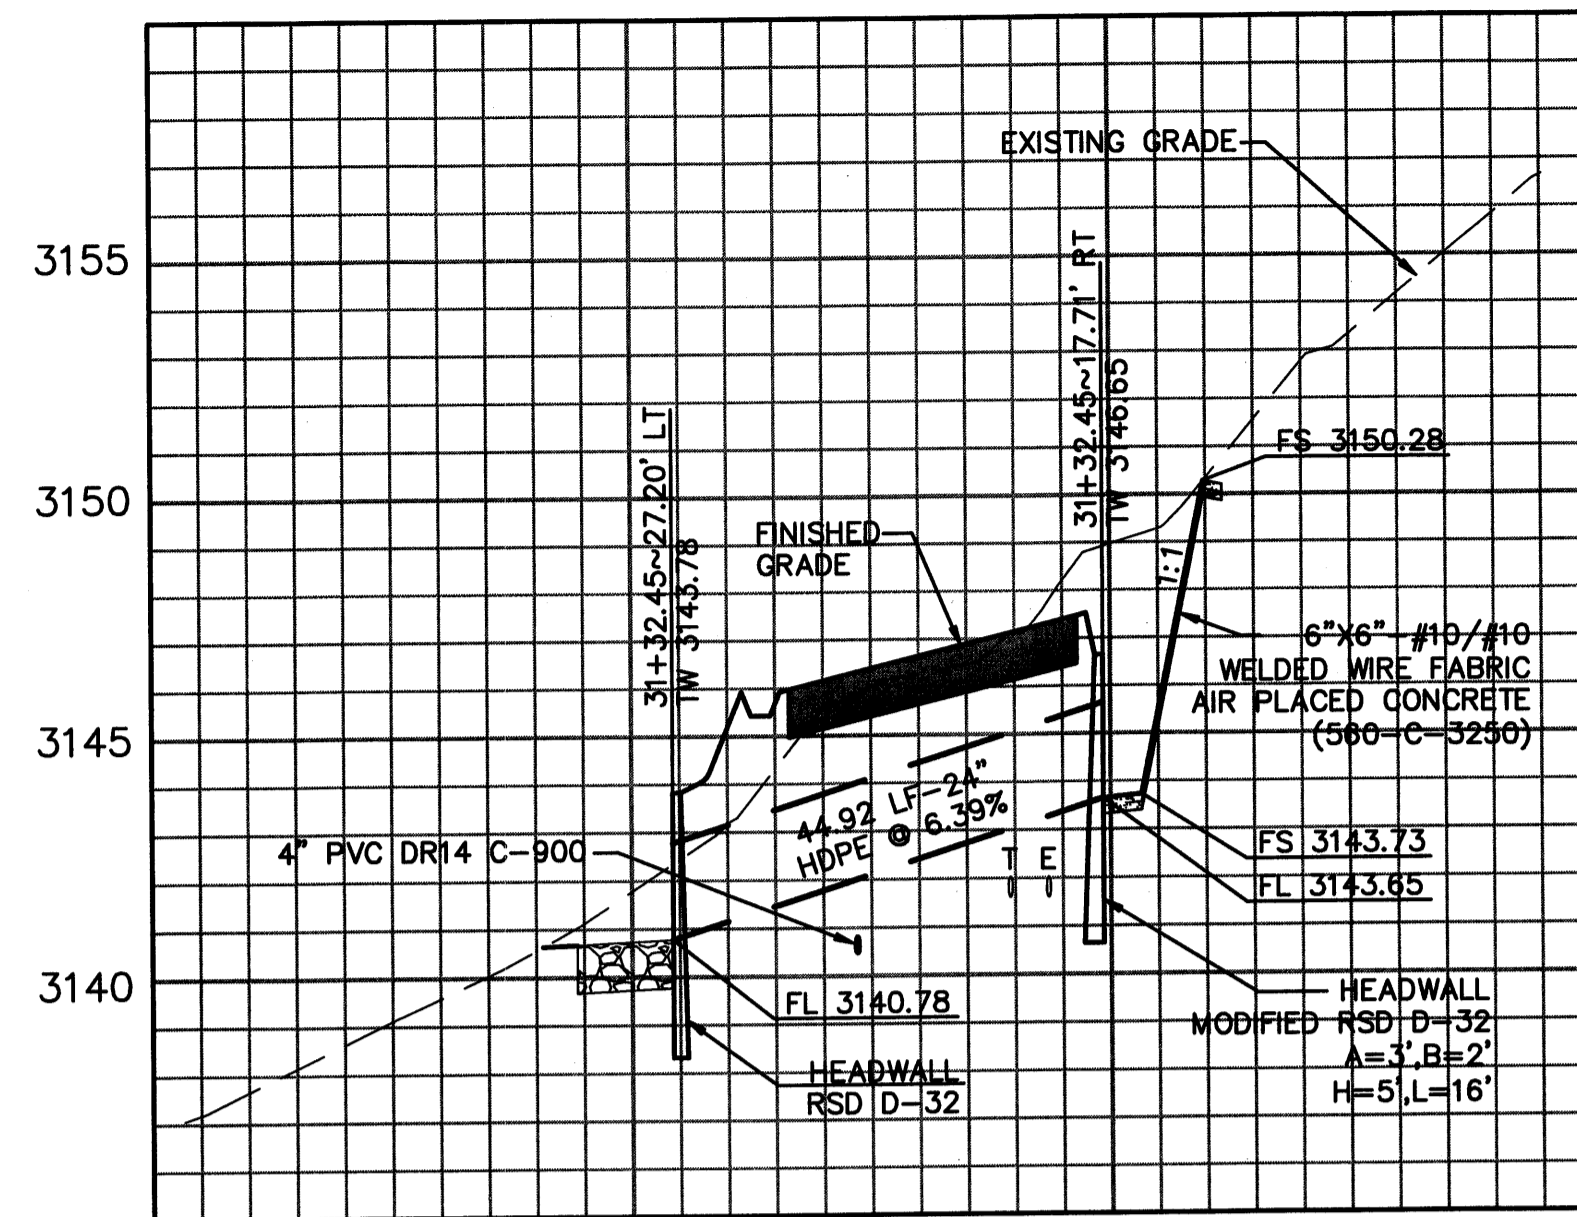 EXISTING GRADE
3155
31+32.45~17.71' RT
TW 3146.65
31+32.45~27.20' LT
TW 3143.78
FS 3150.28
3150
FINISHED
GRADE
1:1
6"X6"-#10/#10
WELDED WIRE FABRIC
AIR PLACED CONCRETE
(560-C-3250)
3145
44.92 LF-24"
HDPE @ 6.39%
4" PVC DR14 C-900
T E
FS 3143.73
FL 3143.65
3140
FL 3140.78
HEADWALL
RSD D-32
HEADWALL
MODIFIED RSD D-32
A=3',B=2'
H=5',L=16'